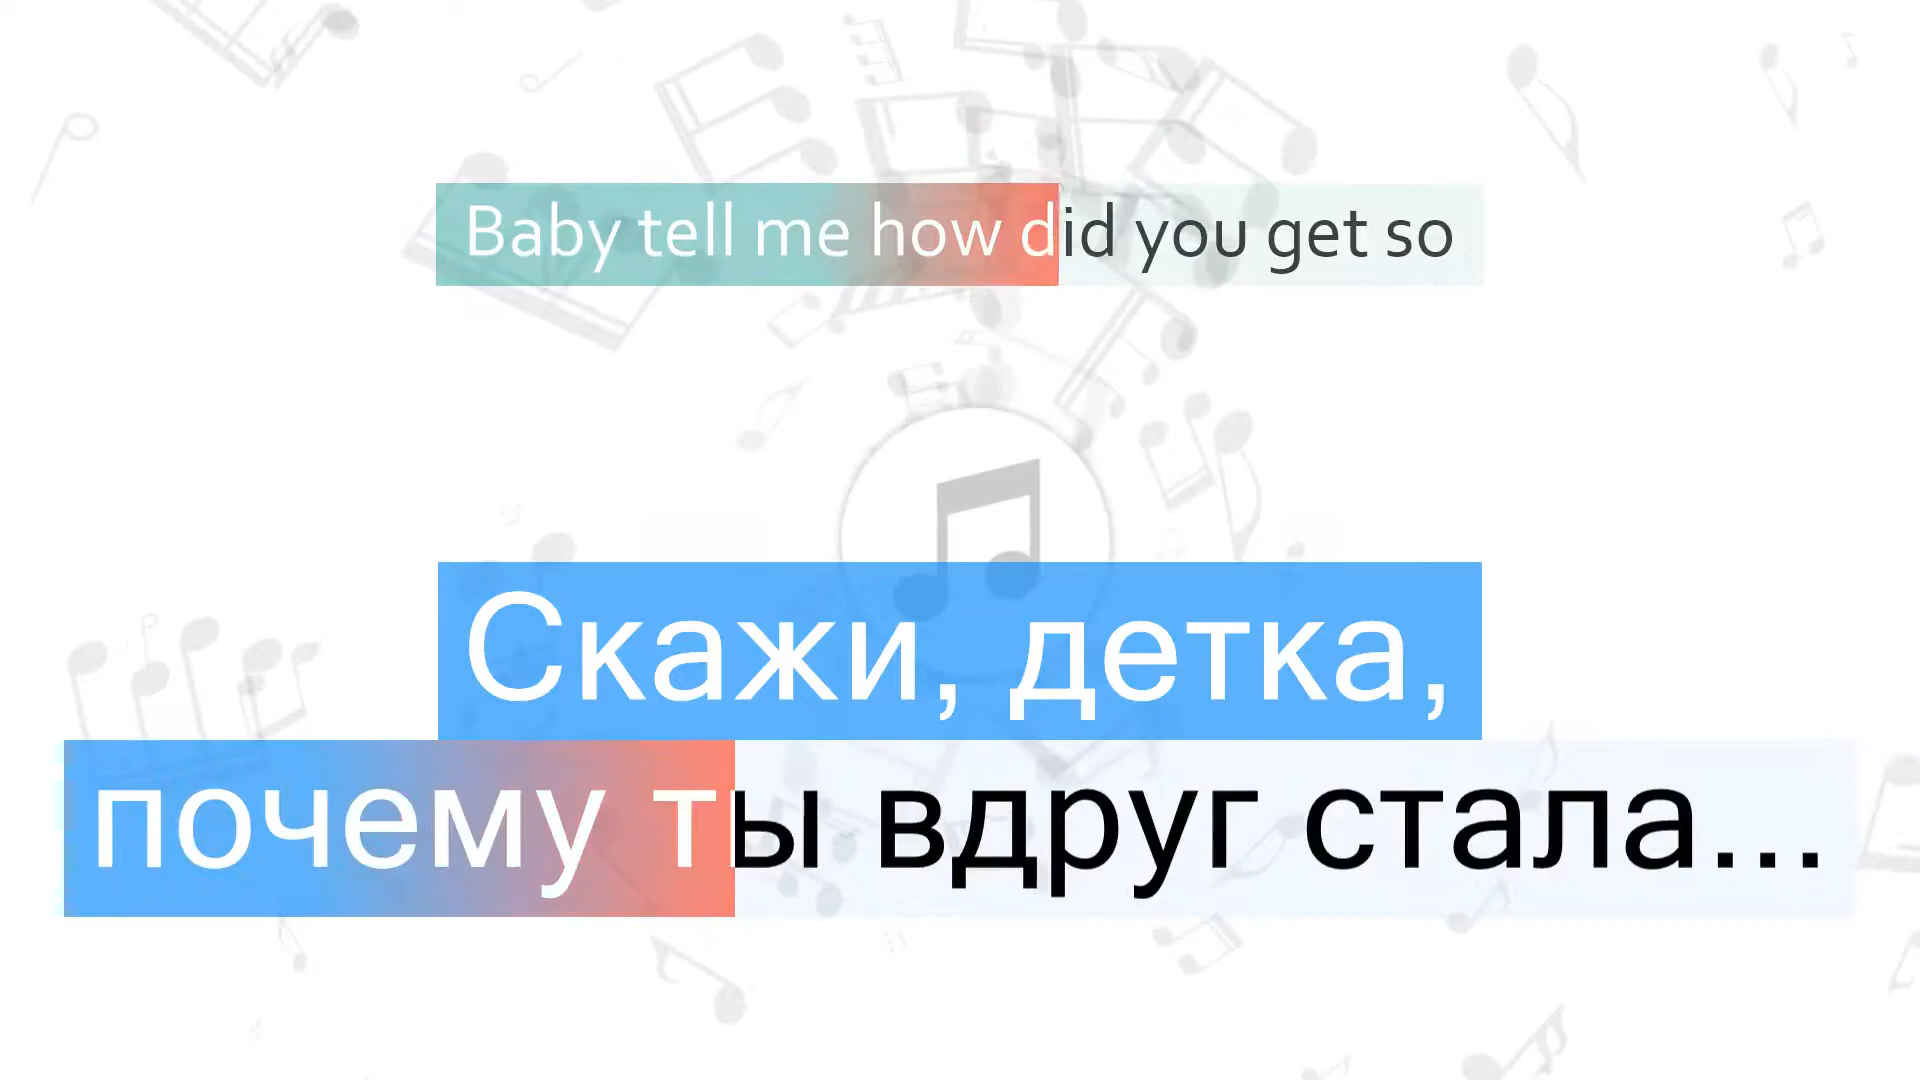 Baby tell me how did you get so
Скажи, детка,
почему ты вдруг стала...